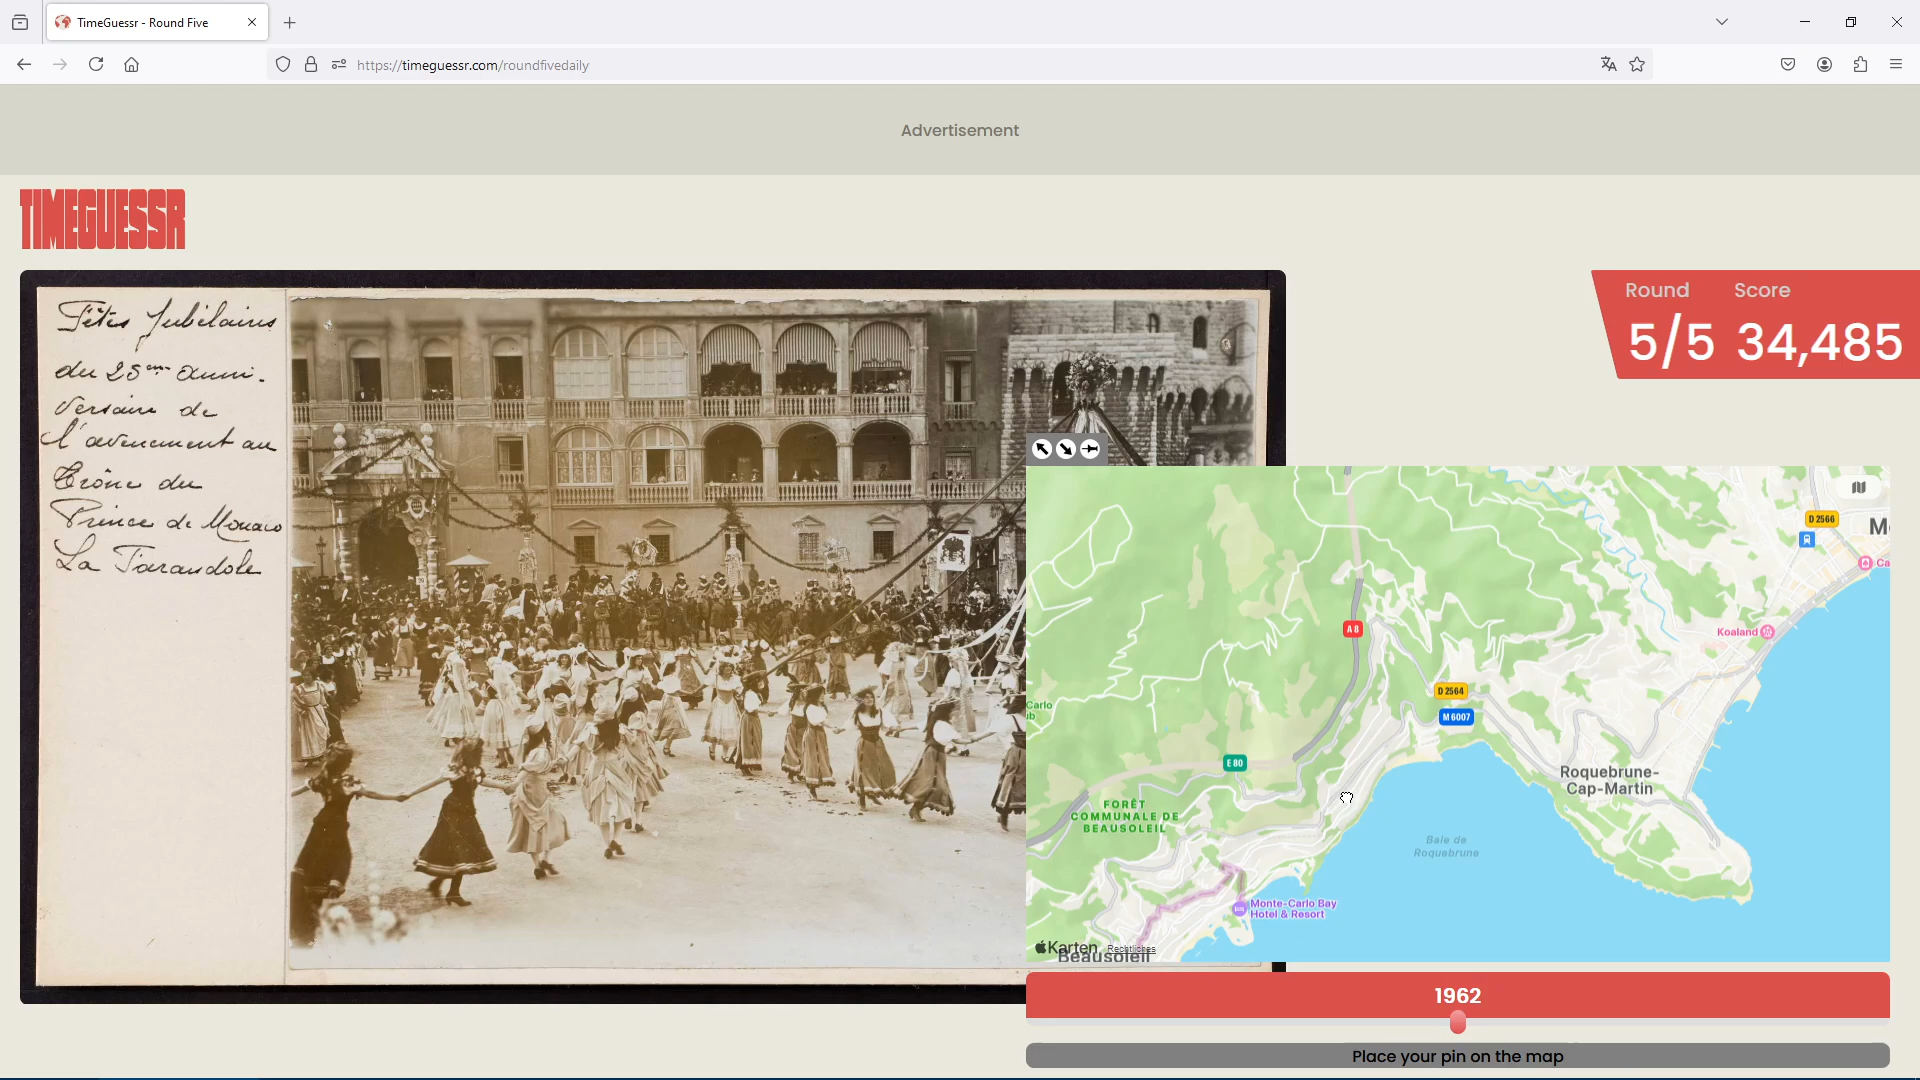 TimeGuessr - Round Five
https://timeguessr.com/roundfivedaily
Advertisement
TIMEGUESSR
Round Score
5/5 34,485
Fêtes Jubilaires
du 25me anni-
versaire de
l'avènement au
Trône du
Prince de Monaco
La Farandole
D 2566
Koaland
A 8
D 2564
M 6007
E 80
Roquebrune-
Cap-Martin
FORÊT
COMMUNALE DE
BEAUSOLEIL
Baie de
Roquebrune
Monte-Carlo Bay
Hotel & Resort
Karten
Rechtliches
Beausoleil
1962
Place your pin on the map